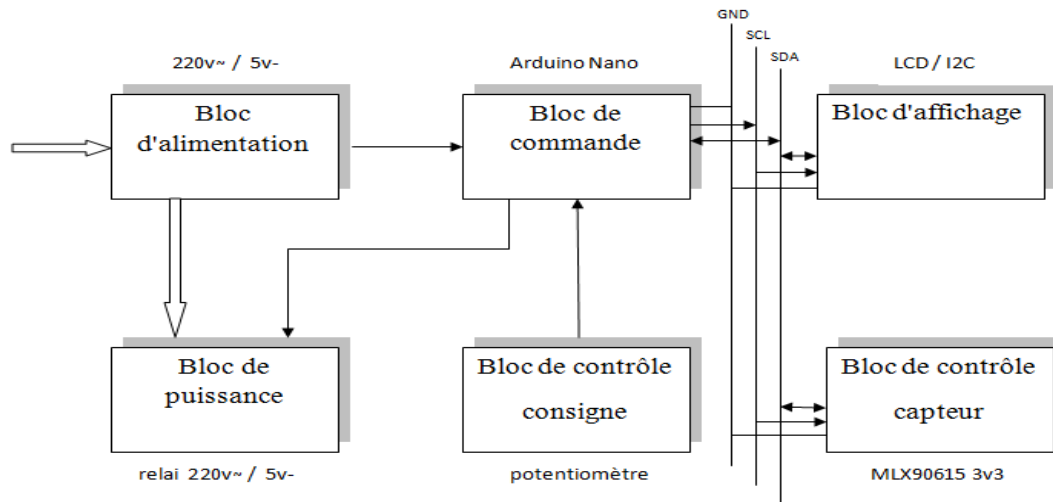 GND
SCL
SDA
220v~ / 5v-
Arduino Nano
LCD / I2C
Bloc
d'alimentation
Bloc de
commande
Bloc d'affichage
Bloc de
puissance
Bloc de contrôle
consigne
Bloc de contrôle
capteur
relai 220v~ / 5v-
potentiomètre
MLX90615 3v3